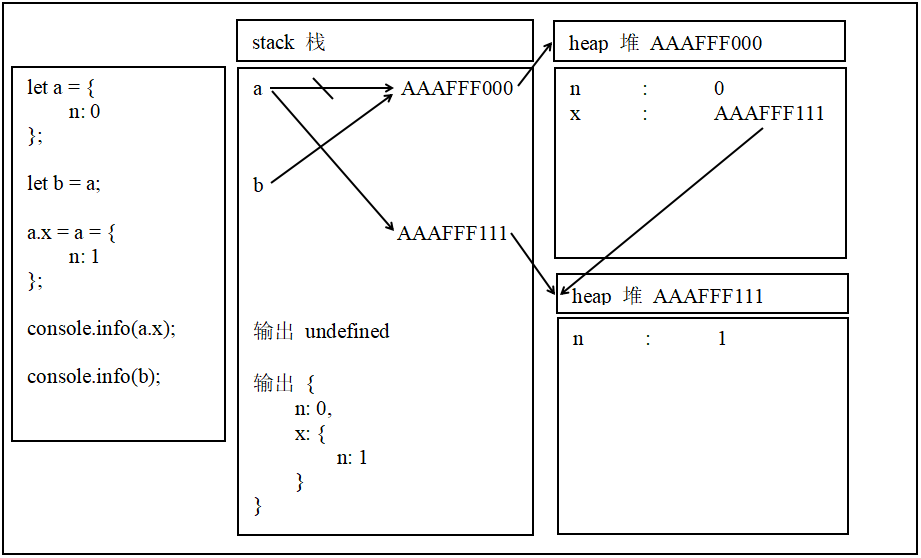 let a = {
n: 0
};
let b = a;
a.x = a = {
n: 1
};
console.info(a.x);
console.info(b);
stack 栈
a AAAFFF000
b
AAAFFF111
输出 undefined
输出 {
n: 0,
x: {
n: 1
}
}
heap 堆 AAAFFF000
n : 0
x : AAAFFF111
heap 堆 AAAFFF111
n : 1